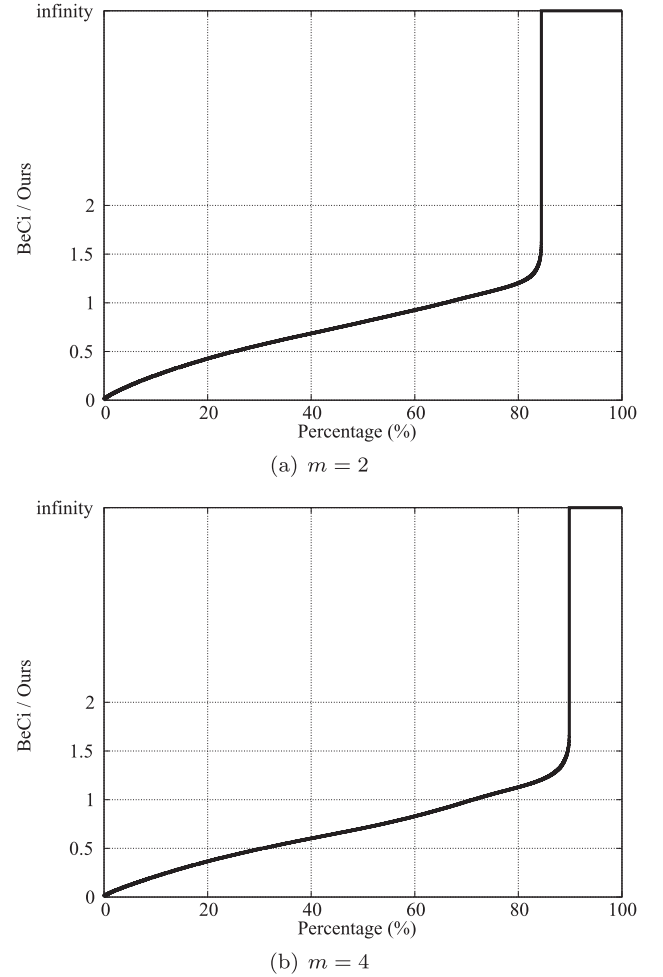 infinity
2
1.5
1
0.5
0
BeCi / Ours
0 20 40 60 80 100
Percentage (%)
(a) m = 2
infinity
2
1.5
1
0.5
0
BeCi / Ours
0 20 40 60 80 100
Percentage (%)
(b) m = 4